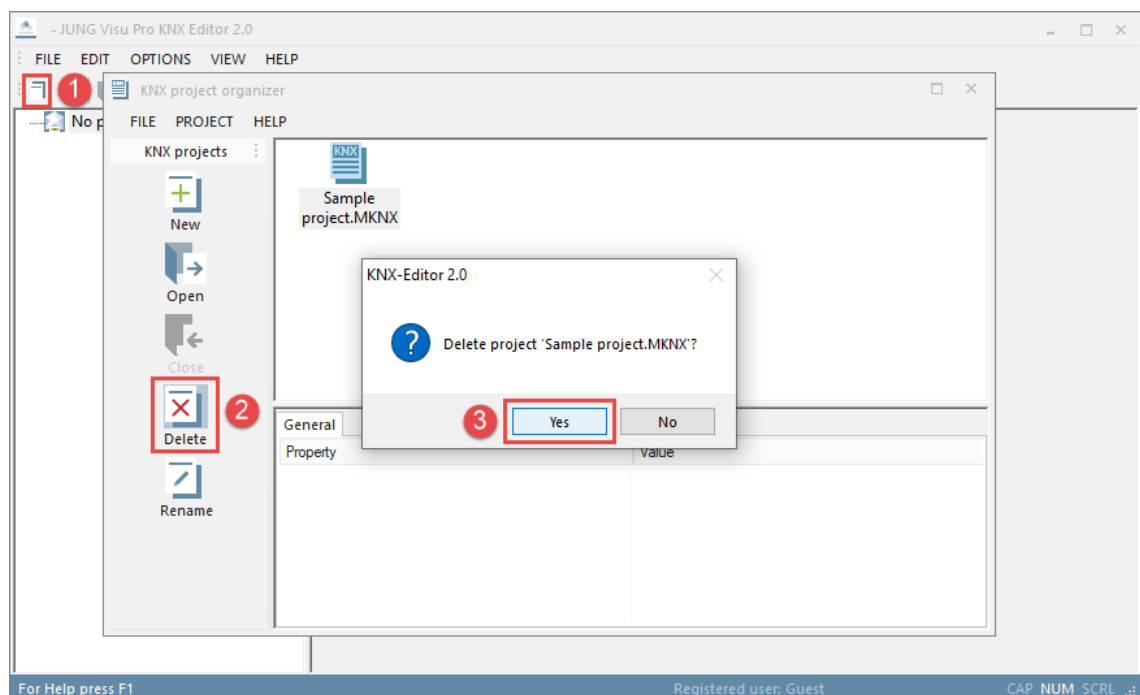 - JUNG Visu Pro KNX Editor 2.0
FILE EDIT OPTIONS VIEW HELP
1
KNX project organizer
No p
FILE PROJECT HELP
KNX projects
KNX
New
Sample
project.MKNX
Open
Close
KNX-Editor 2.0
?
Delete project 'Sample project.MKNX'?
2
Delete
3
Yes
No
General
Property
Value
Rename
For Help press F1
Registered user: Guest
CAP NUM SCRL